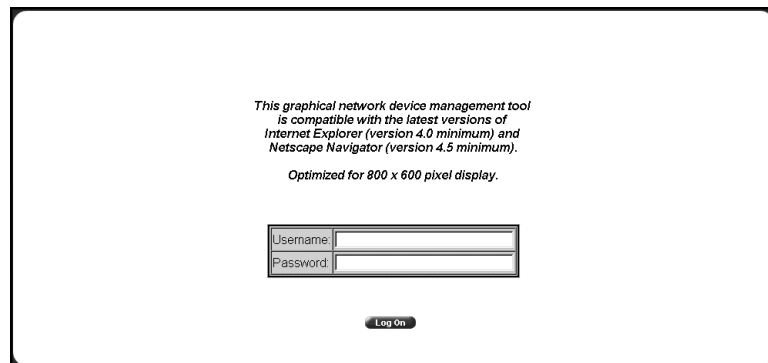 This graphical network device management tool
is compatible with the latest versions of
Internet Explorer (version 4.0 minimum) and
Netscape Navigator (version 4.5 minimum).
Optimized for 800 x 600 pixel display.
Username:
Password:
Log On